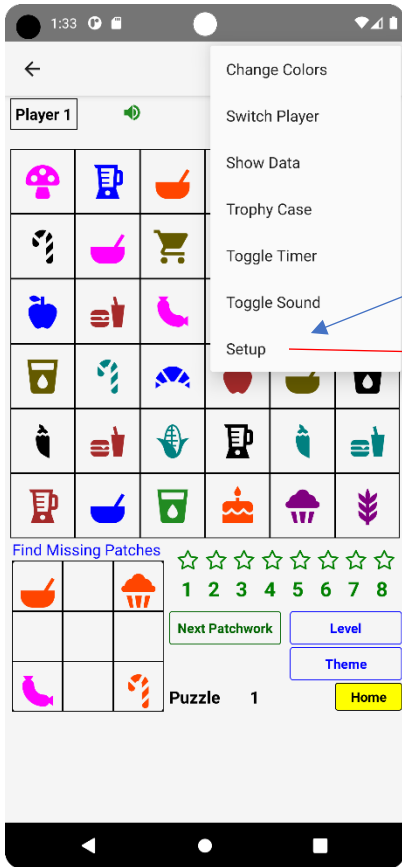 1:33
Change Colors
Player 1
Switch Player
Show Data
Trophy Case
Toggle Timer
Toggle Sound
Setup
Find Missing Patches
1 2 3 4 5 6 7 8
Next Patchwork
Level
Theme
Puzzle 1
Home